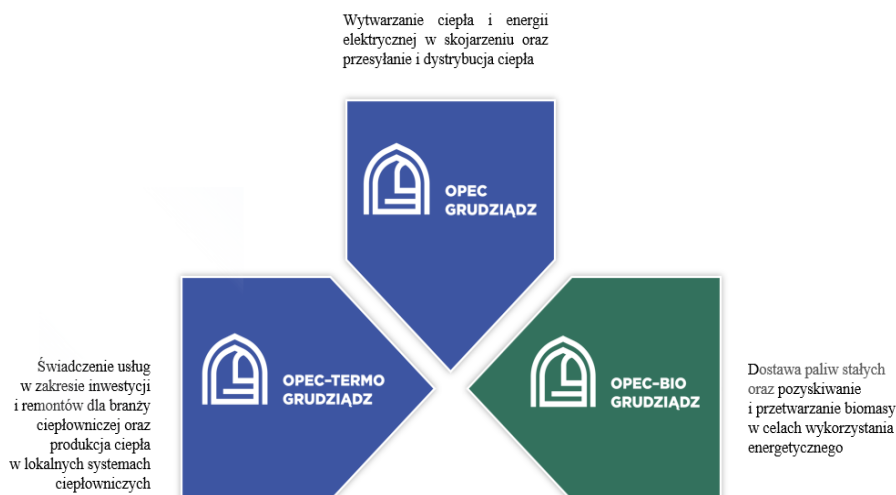 Wytwarzanie ciepła i energii
elektrycznej w skojarzeniu oraz
przesyłanie i dystrybucja ciepła
OPEC
GRUDZIĄDZ
OPEC-TERMO
GRUDZIĄDZ
OPEC-BIO
GRUDZIĄDZ
Świadczenie usług
w zakresie inwestycji
i remontów dla branży
ciepłowniczej oraz
produkcja ciepła
w lokalnych systemach
ciepłowniczych
Dostawa paliw stałych
oraz pozyskiwanie
i przetwarzanie biomasy
w celach wykorzystania
energetycznego